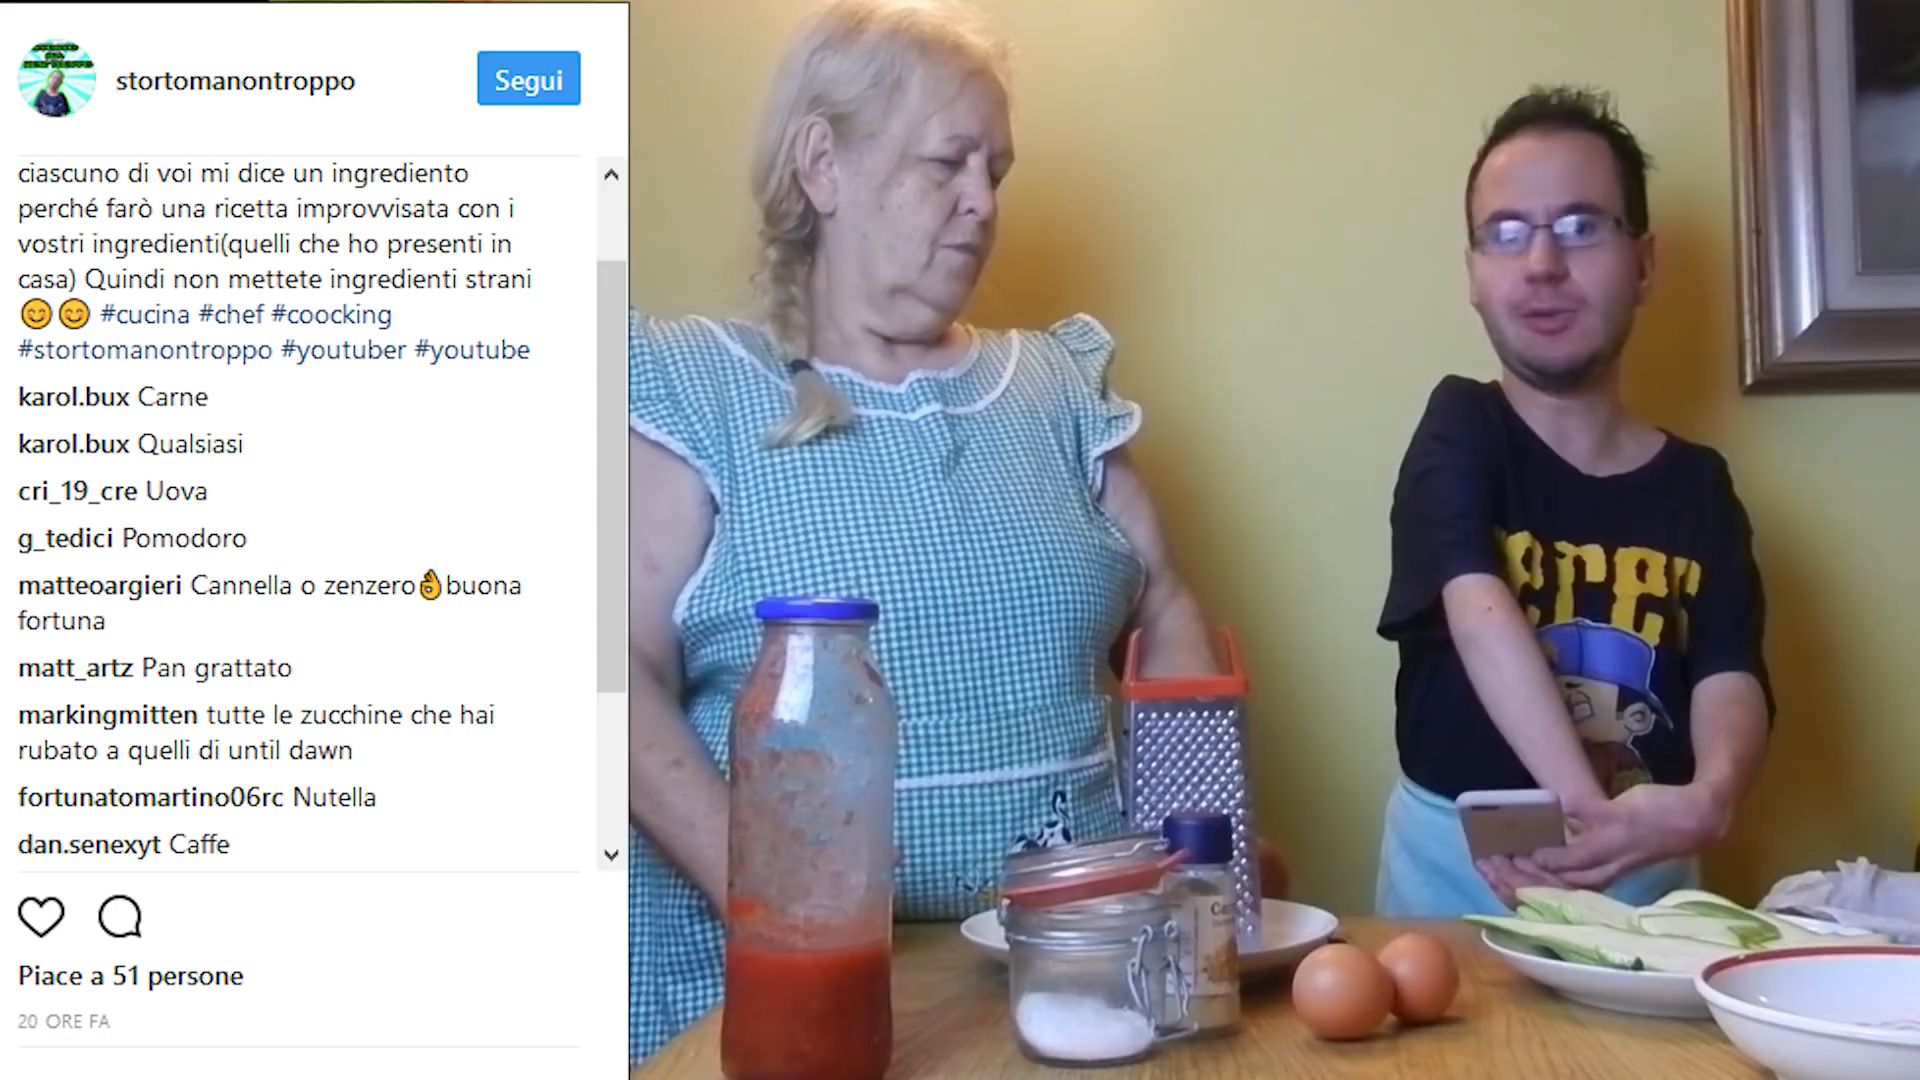 stortomanontroppo
Segui
ciascuno di voi mi dice un ingrediente
perché farò una ricetta improvvisata con i
vostri ingredienti(quelli che ho presenti in
casa) Quindi non mettete ingredienti strani
😊😊 #cucina #chef #coocking
#stortomanontroppo #youtuber #youtube
karol.bux Carne
karol.bux Qualsiasi
cri_19_cre Uova
g_tedici Pomodoro
matteoargieri Cannella o zenzero👌buona
fortuna
matt_artz Pan grattato
markingmitten tutte le zucchine che hai
rubato a quelli di until dawn
fortunatomartino06rc Nutella
dan.senexyt Caffe
Piace a 51 persone
20 ORE FA